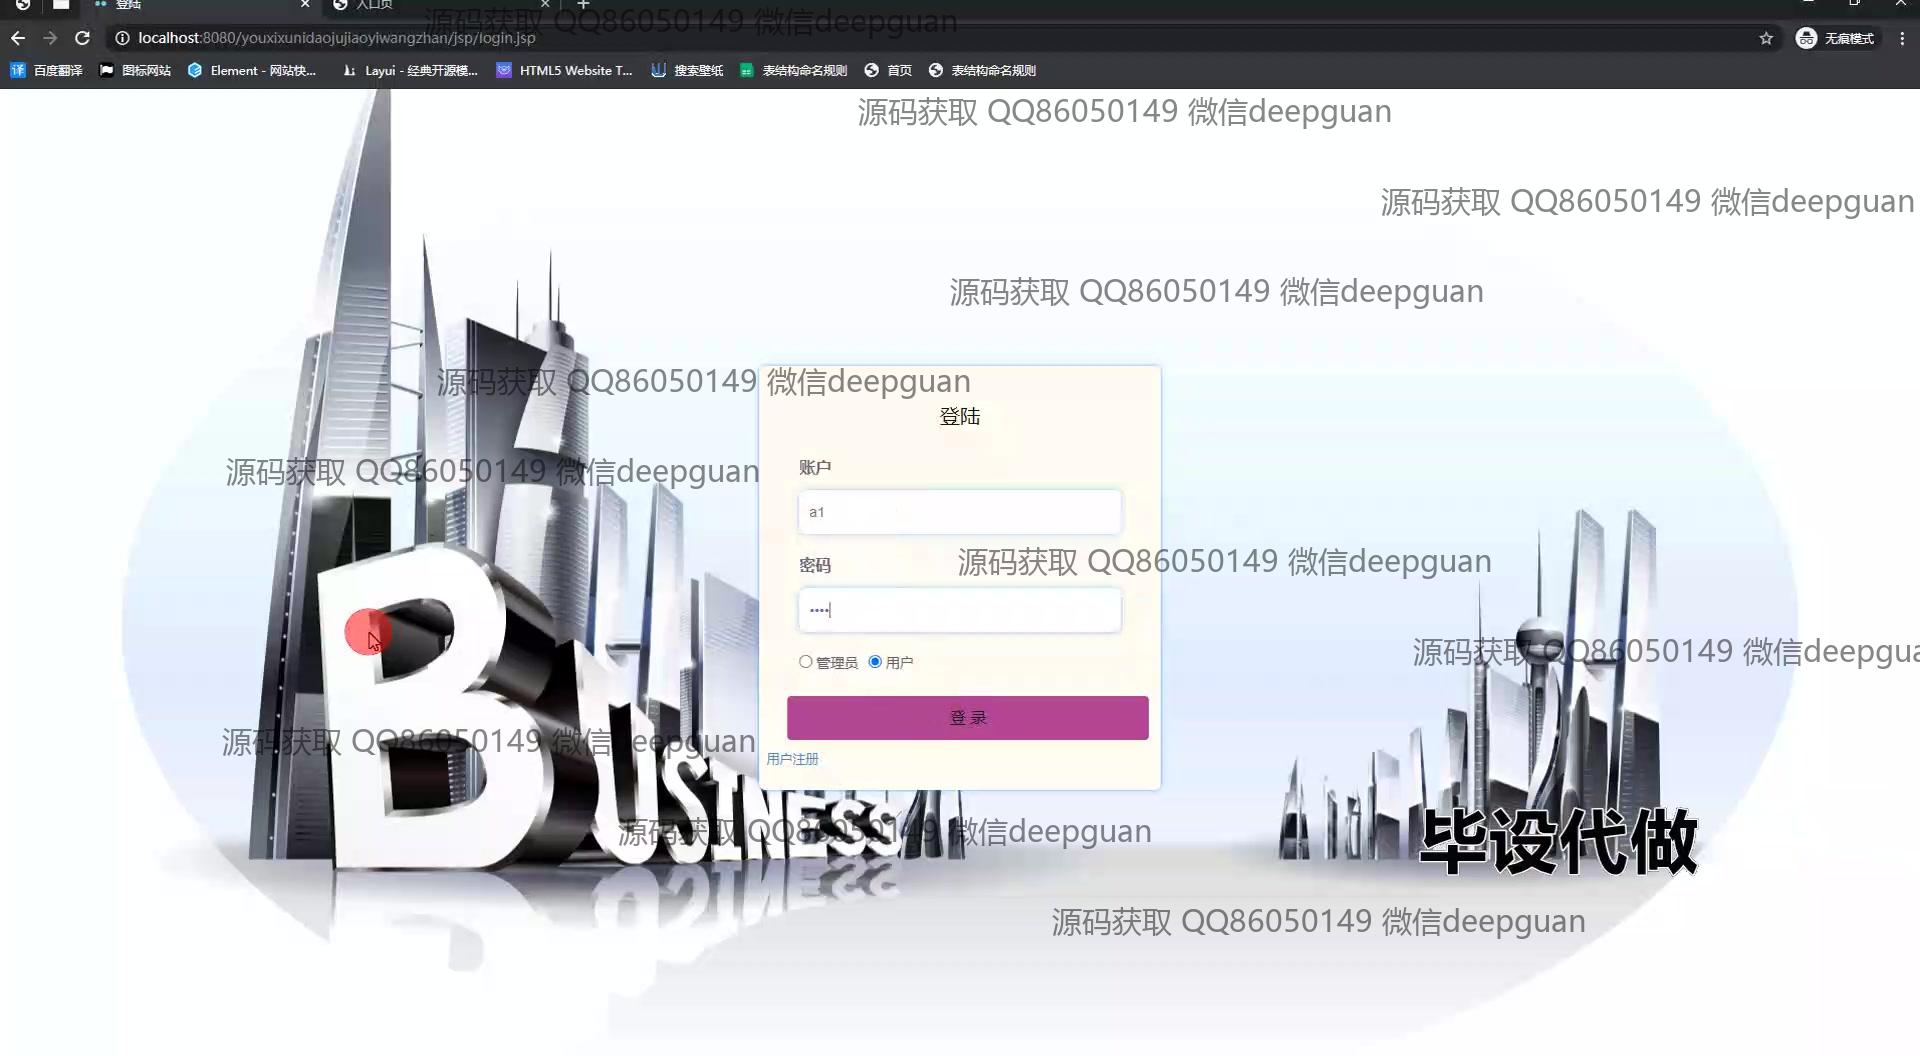 登陆
入口页
localhost:8080/youxixunidaojujiaoyiwangzhan/jsp/login.jsp
无痕模式
百度翻译
图标网站
Element - 网站快...
Layui - 经典开源模...
HTML5 Website T...
搜索壁纸
表结构命名规则
首页
表结构命名规则
源码获取 QQ86050149 微信deepguan
源码获取 QQ86050149 微信deepguan
源码获取 QQ86050149 微信deepguan
源码获取 QQ86050149 微信deepguan
源码获取 QQ86050149 微信deepguan
登陆
账户
源码获取 QQ86050149 微信deepguan
a1
密码
源码获取 QQ86050149 微信deepguan
管理员
用户
源码获取 QQ86050149 微信deepgua
登 录
源码获取 QQ86050149 微信deepguan
用户注册
BUSINESS
源码获取 QQ86050149 微信deepguan
毕设代做
源码获取 QQ86050149 微信deepguan